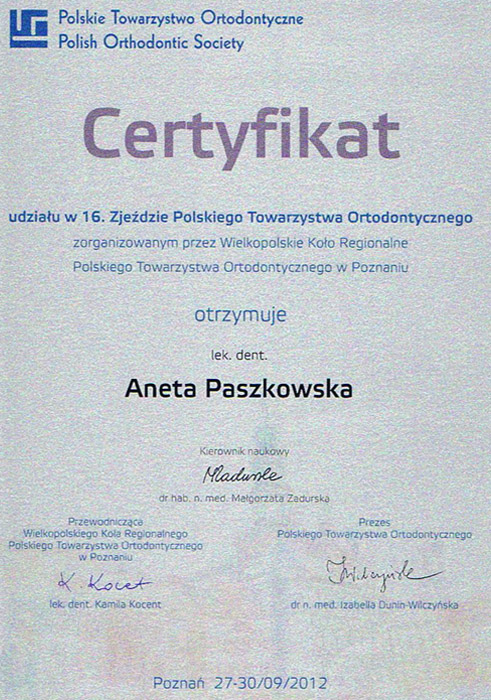 Polskie Towarzystwo Ortodontyczne
Polish Orthodontic Society
Certyfikat
udziału w 16. Zjeździe Polskiego Towarzystwa Ortodontycznego
zorganizowanym przez Wielkopolskie Koło Regionalne
Polskiego Towarzystwa Ortodontycznego w Poznaniu
otrzymuje
lek. dent.
Aneta Paszkowska
Kierownik naukowy
dr hab. n. med. Małgorzata Zadurska
Przewodnicząca
Wielkopolskiego Koła Regionalnego
Polskiego Towarzystwa Ortodontycznego
w Poznaniu
K. Kocent
lek. dent. Kamila Kocent
Prezes
Polskiego Towarzystwa Ortodontycznego
dr n. med. Izabella Dunin-Wilczyńska
Poznań 27-30/09/2012